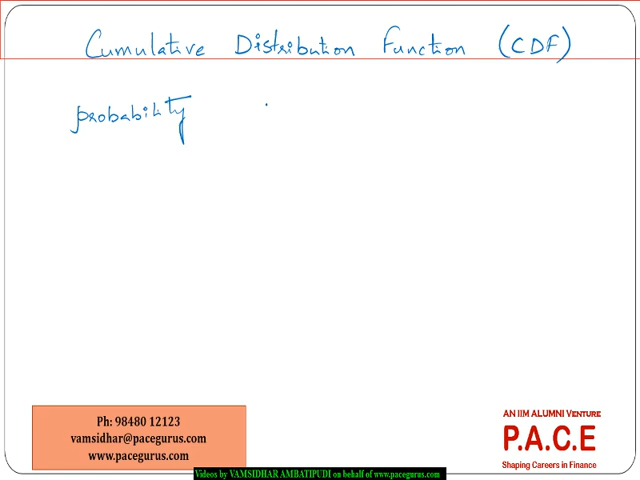 Cumulative Distribution Function (CDF)
probability
Ph: 98480 12123
vamsidhar@pacegurus.com
www.pacegurus.com
AN IIM ALUMNI VENTURE
P.A.C.E
Shaping Careers in Finance
Videos by VAMSIDHAR AMBATIPUDI on behalf of www.pacegurus.com